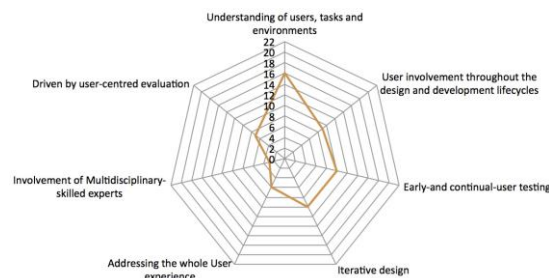 Understanding of users, tasks and
environments
22
20
18
16
14
12
10
8
6
4
2
0
User involvement throughout the
design and development lifecycles
Early-and continual-user testing
Iterative design
Addressing the whole User
experience
Involvement of Multidisciplinary-
skilled experts
Driven by user-centred evaluation